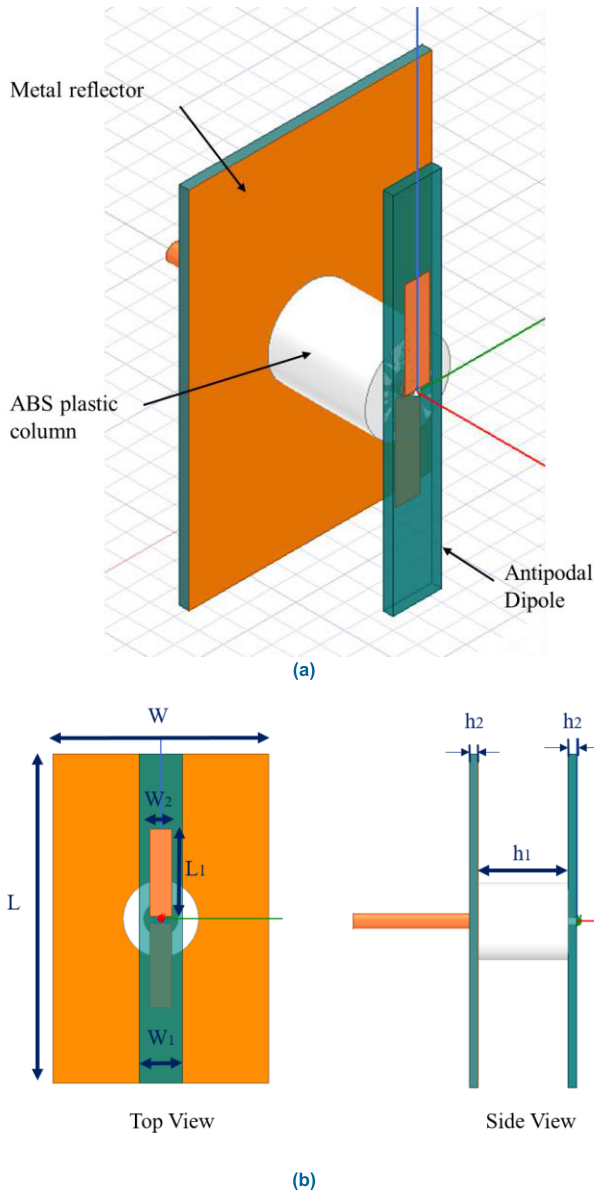 Metal reflector
ABS plastic
column
Antipodal
Dipole
(a)
W
h2
h2
W2
L1
h1
L
W1
Top View
Side View
(b)